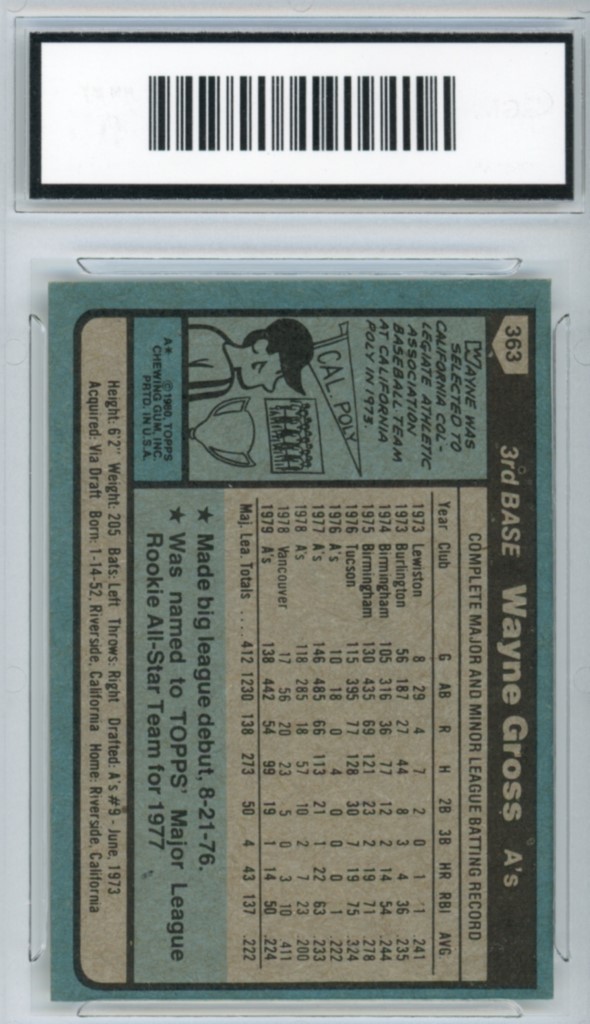 363
3rd BASE Wayne Gross A's
WAYNE WAS
SELECTED TO
CALIFORNIA COL-
LEGIATE ATHLETIC
ASSOCIATION
BASEBALL TEAM
AT CALIFORNIA
POLY IN 1973.
CAL. POLY
A* © 1980, TOPPS
CHEWING GUM, INC.
PRTD. IN U.S.A.
COMPLETE MAJOR AND MINOR LEAGUE BATTING RECORD
Year Club G AB R H 2B 3B HR RBI AVG
1973 Lewiston 8 29 4 7 2 0 1 1 .241
1973 Burlington 56 187 27 44 8 3 4 36 .235
1974 Birmingham 105 316 36 77 12 2 14 54 .244
1975 Birmingham 130 435 69 121 23 2 19 71 .278
1976 Tucson 115 395 77 128 30 7 19 75 .324
1976 A's 10 18 0 4 0 0 0 1 .222
1977 A's 146 485 66 113 21 1 22 63 .233
1978 A's 118 285 18 57 10 2 7 23 .200
1978 Vancouver 17 56 20 23 5 0 3 10 .411
1979 A's 138 442 54 99 19 1 14 50 .224
Maj. Lea. Totals .... 412 1230 138 273 50 4 43 137 .222
★ Made big league debut, 8-21-76.
★ Was named to TOPPS' Major League
Rookie All-Star Team for 1977
Height: 6'2" Weight: 205 Bats: Left Throws: Right Drafted: A's #9 - June, 1973
Acquired: Via Draft Born: 1-14-52, Riverside, California Home: Riverside, California